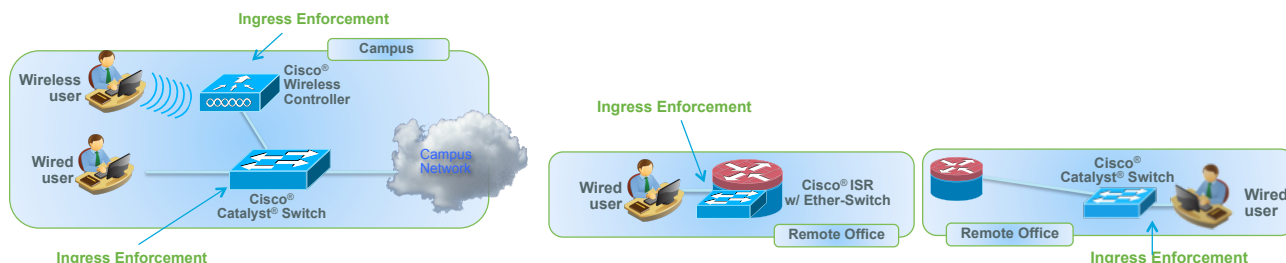 Ingress Enforcement
Campus
Wireless
user
Cisco®
Wireless
Controller
Wired
user
Campus
Network
Cisco®
Catalyst® Switch
Ingress Enforcement
Ingress Enforcement
Wired
user
Cisco® ISR
w/ Ether-Switch
Remote Office
Cisco®
Catalyst® Switch
Wired
user
Remote Office
Ingress Enforcement